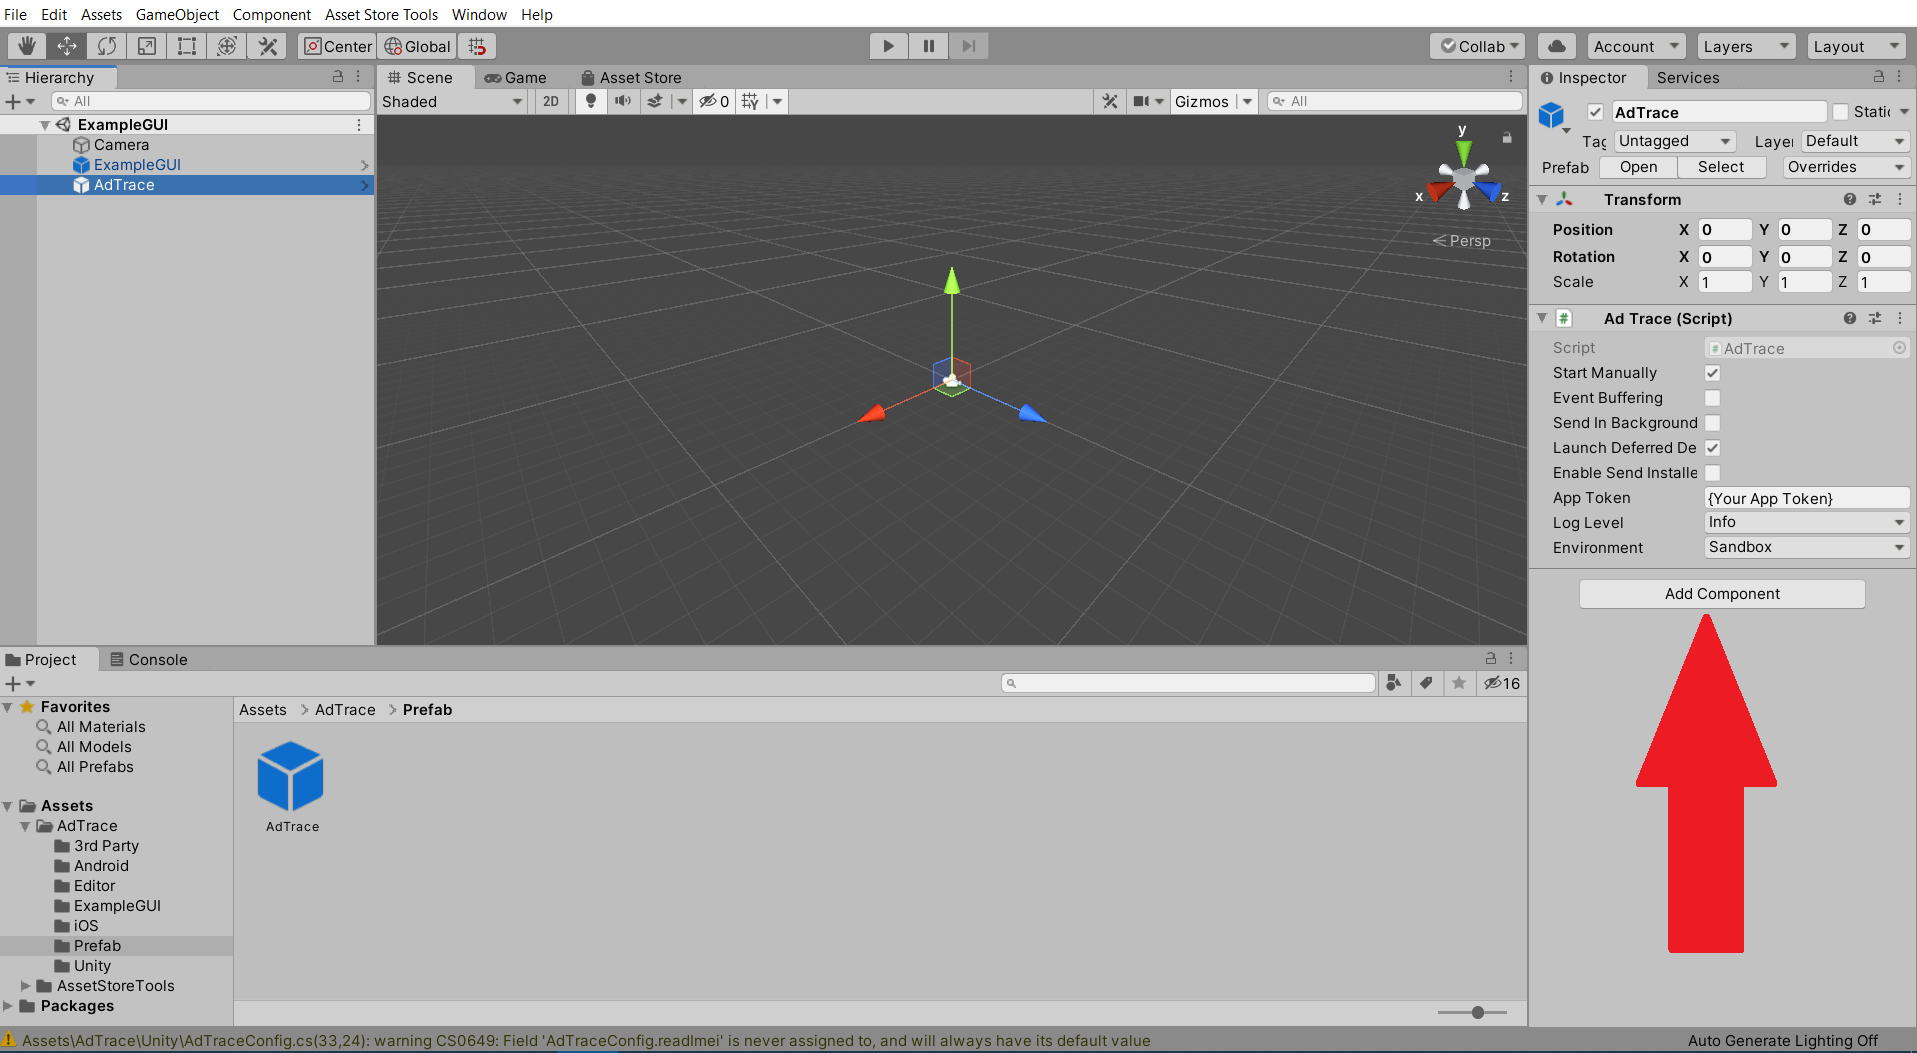 File Edit Assets GameObject Component Asset Store Tools Window Help
Center Global Collab Account Layers Layout
Hierarchy
All
ExampleGUI
Camera
ExampleGUI
AdTrace
Scene Game Asset Store
Shaded 2D 0 Gizmos All
y
x z
Persp
Inspector Services
AdTrace Static
Tag Untagged Layer Default
Prefab Open Select Overrides
Transform
Position X 0 Y 0 Z 0
Rotation X 0 Y 0 Z 0
Scale X 1 Y 1 Z 1
# Ad Trace (Script)
Script # AdTrace
Start Manually
Event Buffering
Send In Background
Launch Deferred De
Enable Send Installe
App Token {Your App Token}
Log Level Info
Environment Sandbox
Add Component
Project Console
16
Favorites
All Materials
All Models
All Prefabs
Assets
AdTrace
3rd Party
Android
Editor
ExampleGUI
iOS
Prefab
Unity
AssetStoreTools
Packages
Assets > AdTrace > Prefab
AdTrace
Assets\AdTrace\Unity\AdTraceConfig.cs(33,24): warning CS0649: Field 'AdTraceConfig.readImei' is never assigned to, and will always have its default value
Auto Generate Lighting Off